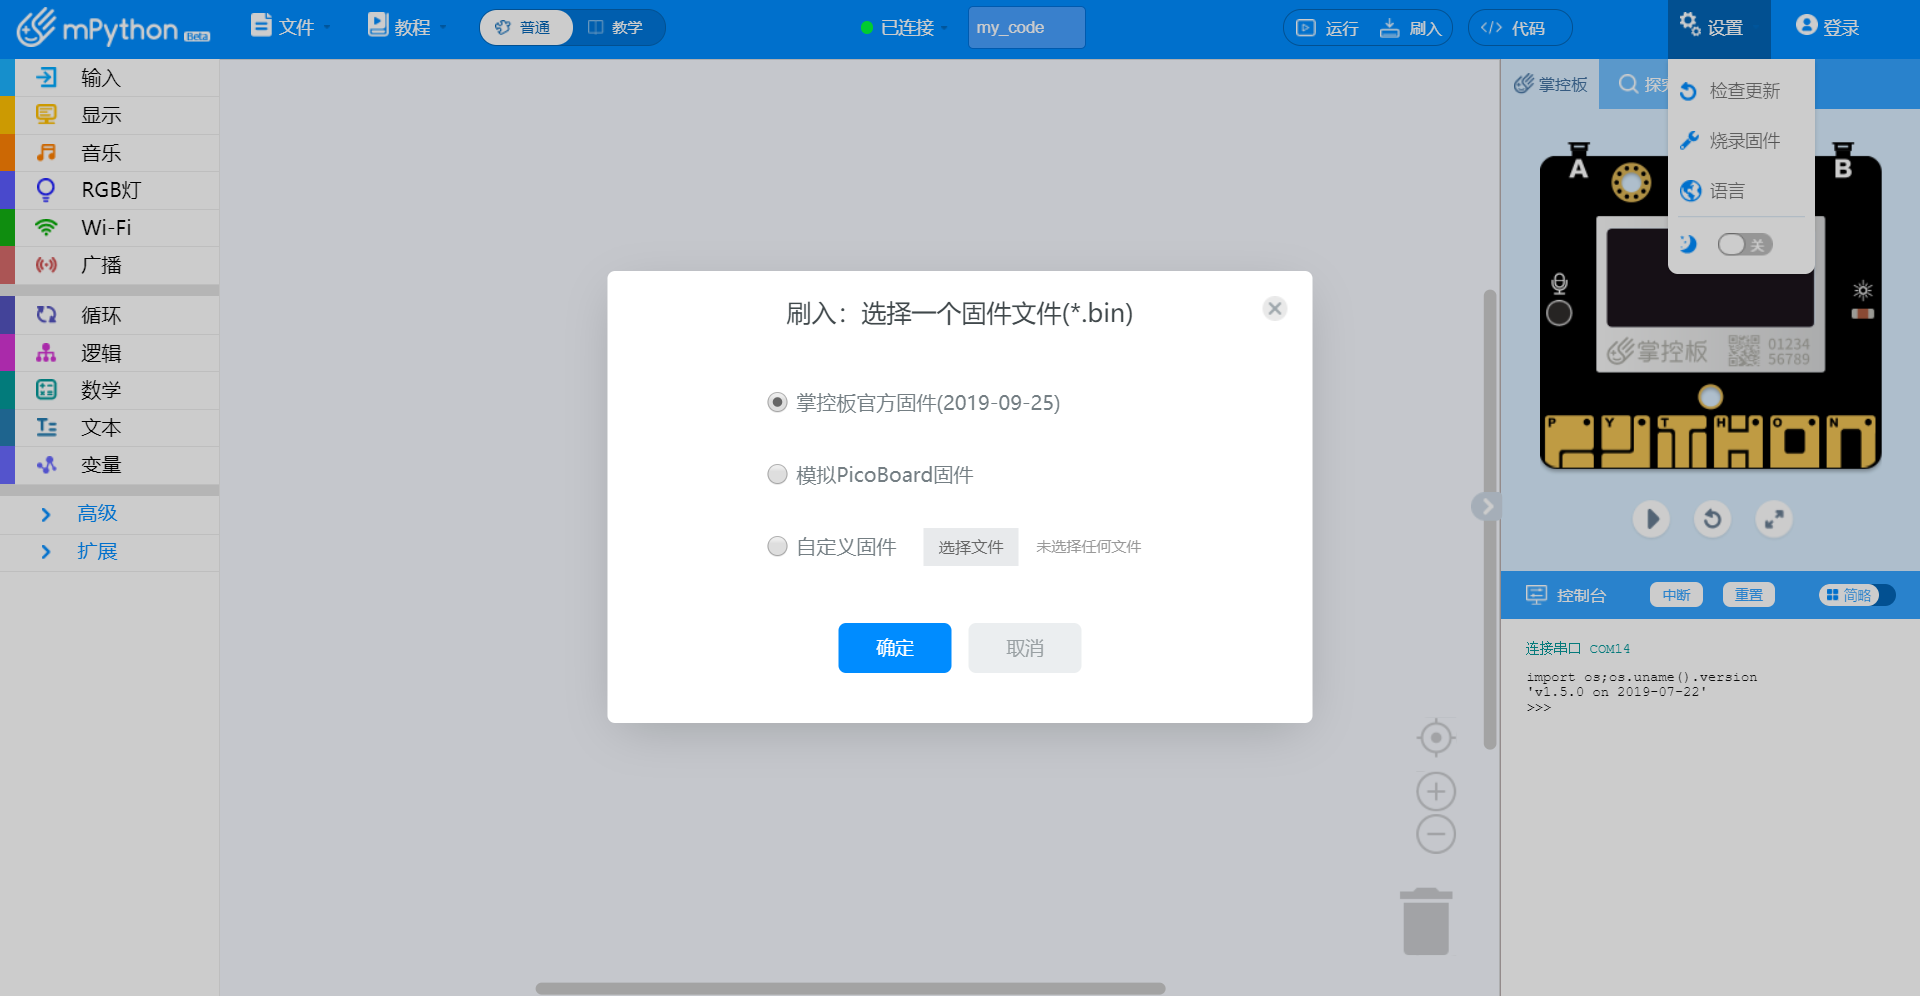 mPython Beta
文件
教程
普通
教学
已连接
my_code
运行
刷入
代码
设置
登录
输入
显示
音乐
RGB灯
Wi-Fi
广播
循环
逻辑
数学
文本
变量
高级
扩展
刷入：选择一个固件文件(*.bin)
掌控板官方固件(2019-09-25)
模拟PicoBoard固件
自定义固件 选择文件 未选择任何文件
确定 取消
掌控板
检查更新
烧录固件
语言
关
A
B
掌控板
01234
56789
P Y T H O N
PYTHON
控制台
中断
重置
简略
连接串口 COM14
import os;os.uname().version
'v1.5.0 on 2019-07-22'
>>>